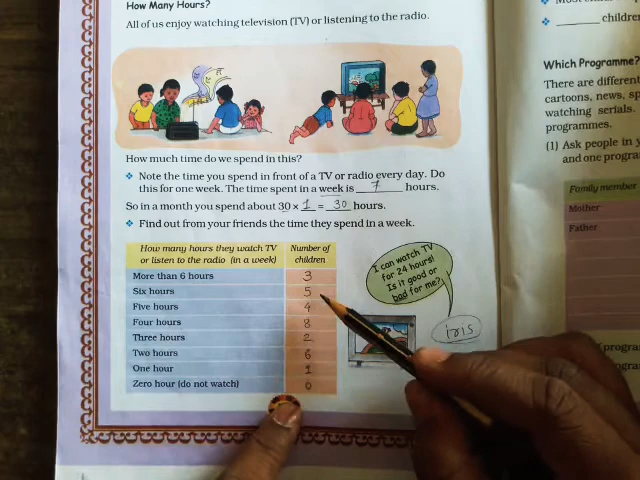 How Many Hours?
All of us enjoy watching television (TV) or listening to the radio.
How much time do we spend in this?
❖ Note the time you spend in front of a TV or radio every day. Do
this for one week. The time spent in a week is 7 hours.
So in a month you spend about 30 × 1 = 30 hours.
❖ Find out from your friends the time they spend in a week.
How many hours they watch TV
or listen to the radio (in a week)
Number of
children
More than 6 hours 3
Six hours 5
Five hours 4
Four hours 8
Three hours 2
Two hours 6
One hour 1
Zero hour (do not watch) 0
I can watch TV
for 24 hours!
Is it good or
bad for me?
iris
❖ ______ children
Which Programme?
There are different
cartoons, news,
watching serials.
programmes.
(1) Ask people in
and one
Family member
Mother
Father